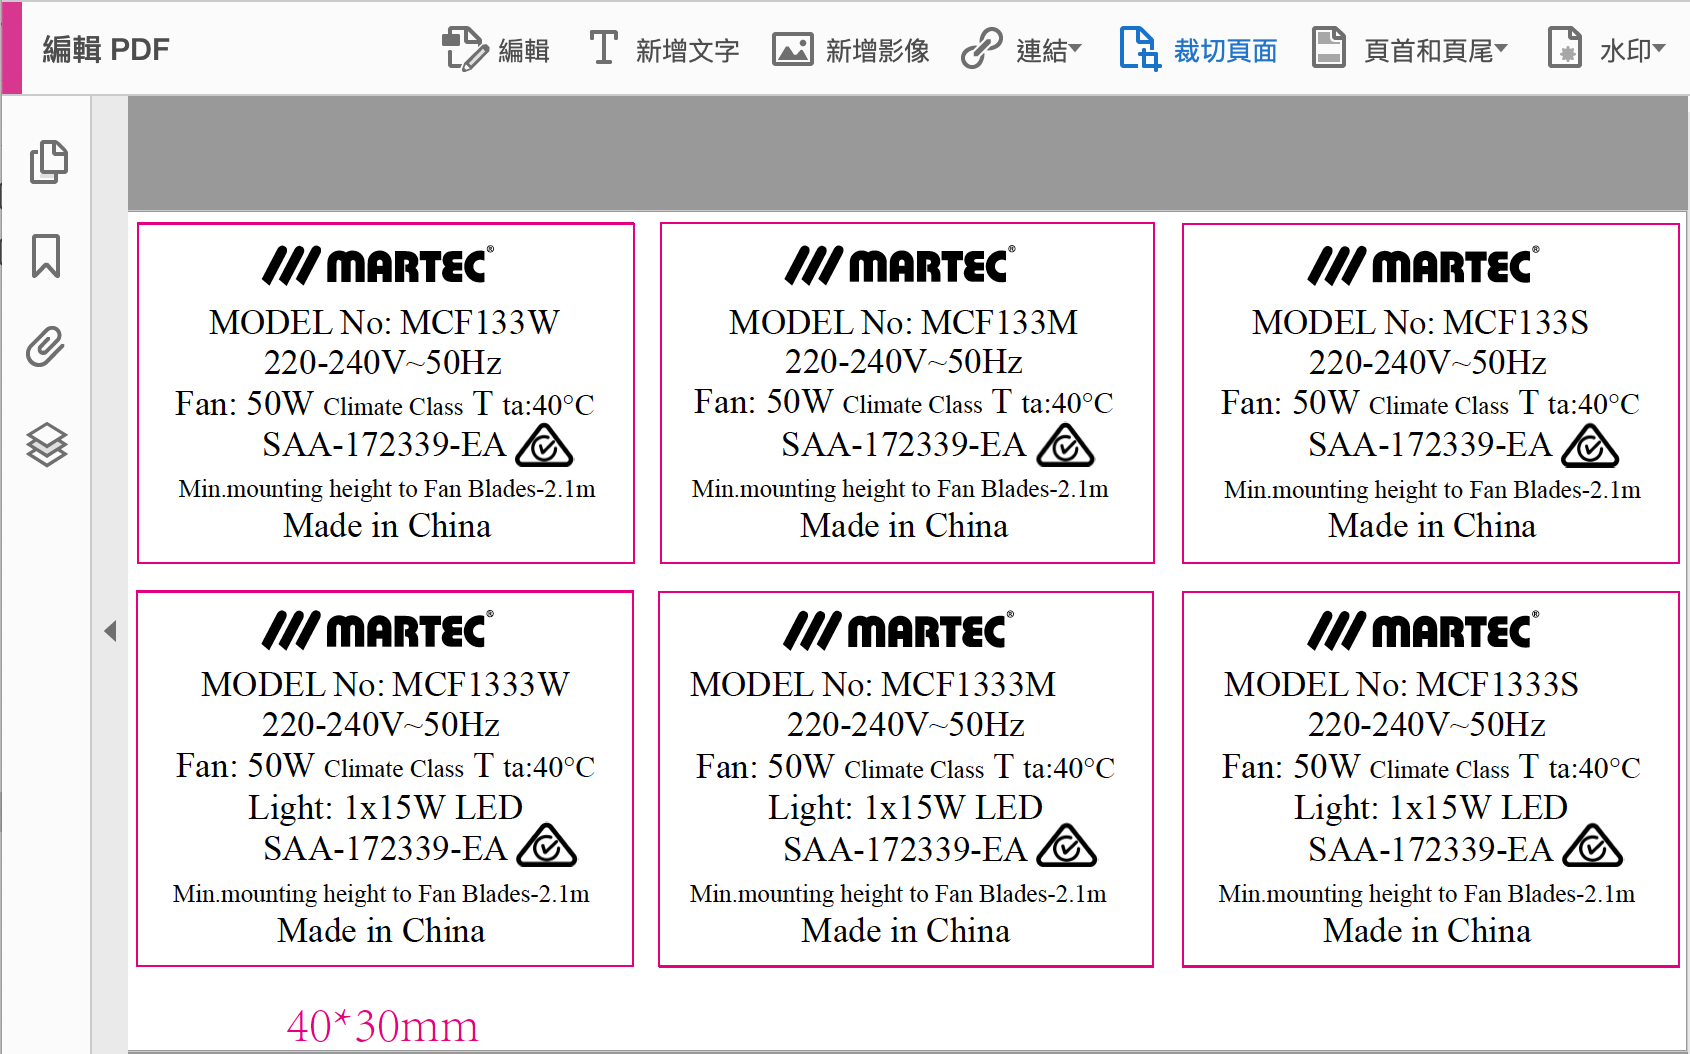 編輯 PDF
編輯
新增文字
新增影像
連結
裁切頁面
頁首和頁尾
水印
MARTEC®
MODEL No: MCF133W
220-240V~50Hz
Fan: 50W Climate Class T ta:40°C
SAA-172339-EA
Min.mounting height to Fan Blades-2.1m
Made in China
MARTEC®
MODEL No: MCF133M
220-240V~50Hz
Fan: 50W Climate Class T ta:40°C
SAA-172339-EA
Min.mounting height to Fan Blades-2.1m
Made in China
MARTEC®
MODEL No: MCF133S
220-240V~50Hz
Fan: 50W Climate Class T ta:40°C
SAA-172339-EA
Min.mounting height to Fan Blades-2.1m
Made in China
MARTEC®
MODEL No: MCF1333W
220-240V~50Hz
Fan: 50W Climate Class T ta:40°C
Light: 1x15W LED
SAA-172339-EA
Min.mounting height to Fan Blades-2.1m
Made in China
MARTEC®
MODEL No: MCF1333M
220-240V~50Hz
Fan: 50W Climate Class T ta:40°C
Light: 1x15W LED
SAA-172339-EA
Min.mounting height to Fan Blades-2.1m
Made in China
MARTEC®
MODEL No: MCF1333S
220-240V~50Hz
Fan: 50W Climate Class T ta:40°C
Light: 1x15W LED
SAA-172339-EA
Min.mounting height to Fan Blades-2.1m
Made in China
40*30mm